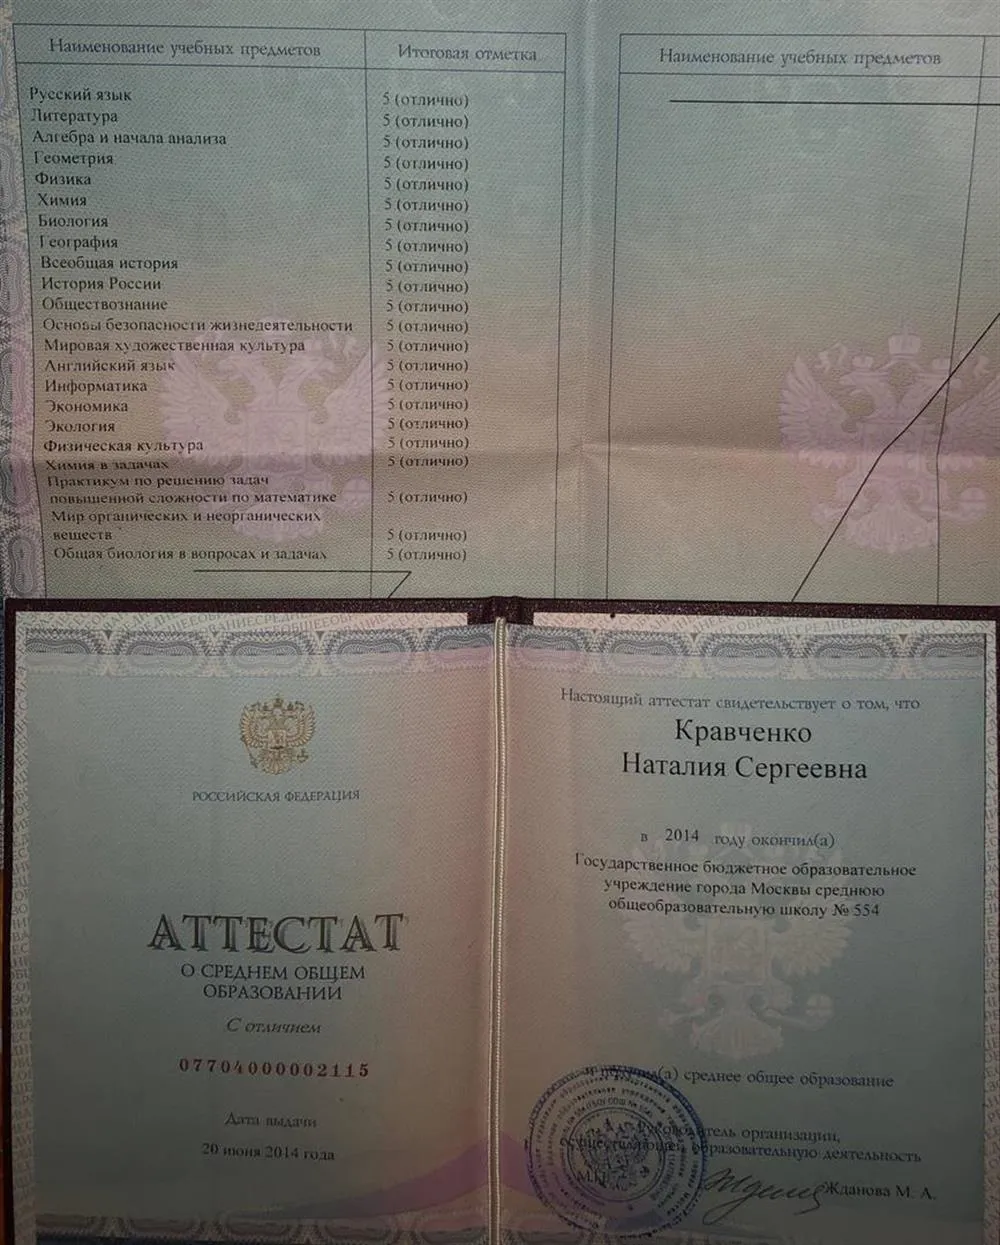 Наименование учебных предметов Итоговая отметка
Русский язык 5 (отлично)
Литература 5 (отлично)
Алгебра и начала анализа 5 (отлично)
Геометрия 5 (отлично)
Физика 5 (отлично)
Химия 5 (отлично)
Биология 5 (отлично)
География 5 (отлично)
Всеобщая история 5 (отлично)
История России 5 (отлично)
Обществознание 5 (отлично)
Основы безопасности жизнедеятельности 5 (отлично)
Мировая художественная культура 5 (отлично)
Английский язык 5 (отлично)
Информатика 5 (отлично)
Экономика 5 (отлично)
Экология 5 (отлично)
Физическая культура 5 (отлично)
Химия в задачах 5 (отлично)
Практикум по решению задач
повышенной сложности по математике 5 (отлично)
Мир органических и неорганических
веществ 5 (отлично)
Общая биология в вопросах и задачах 5 (отлично)
Наименование учебных предметов
РОССИЙСКАЯ ФЕДЕРАЦИЯ
АТТЕСТАТ
О СРЕДНЕМ ОБЩЕМ
ОБРАЗОВАНИИ
С отличием
07704000002115
Дата выдачи
20 июня 2014 года
Настоящий аттестат свидетельствует о том, что
Кравченко
Наталия Сергеевна
в 2014 году окончил(а)
Государственное бюджетное образовательное
учреждение города Москвы среднюю
общеобразовательную школу № 554
и получил(а) среднее общее образование
Руководитель организации,
осуществляющей образовательную деятельность
М.П.
Жданова М. А.